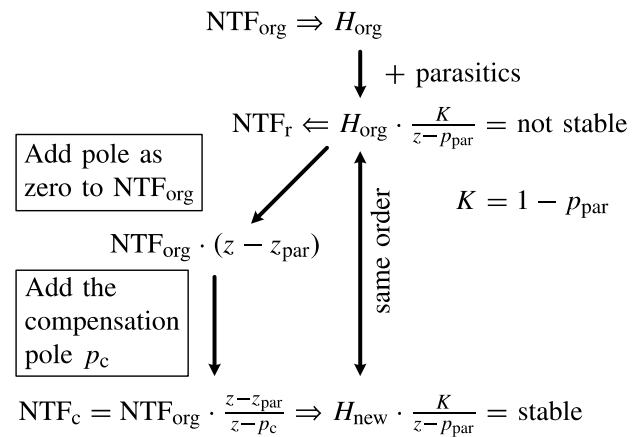 NTF_org ⇒ H_org
+ parasitics
NTF_r ⇐ H_org · K/(z−p_par) = not stable
Add pole as
zero to NTF_org
K = 1 − p_par
same order
NTF_org · (z − z_par)
Add the
compensation
pole p_c
NTF_c = NTF_org · (z−z_par)/(z−p_c) ⇒ H_new · K/(z−p_par) = stable